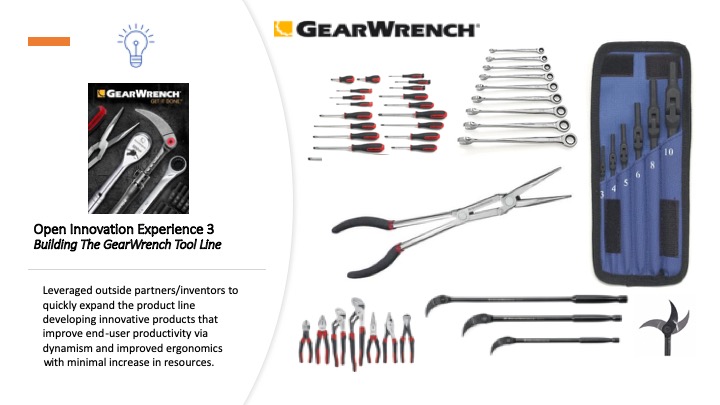 GEARWRENCH
GEARWRENCH
GET IT DONE
Open Innovation Experience 3
Building The GearWrench Tool Line
Leveraged outside partners/inventors to
quickly expand the product line
developing innovative products that
improve end-user productivity via
dynamism and improved ergonomics
with minimal increase in resources.
3 4 5 6 8 10